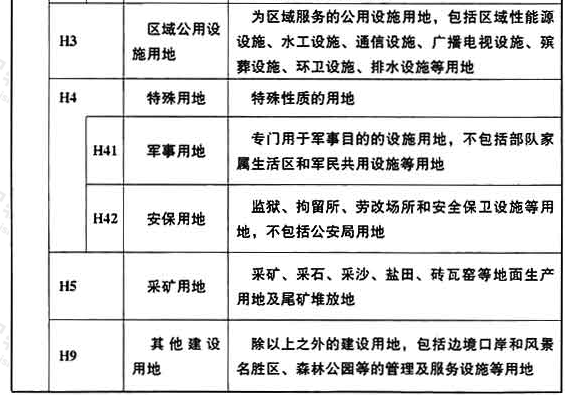 H3
区域公用设
施用地
为区域服务的公用设施用地，包括区域性能源
设施、水工设施、通信设施、广播电视设施、殡
葬设施、环卫设施、排水设施等用地
H4
特殊用地
特殊性质的用地
H41
军事用地
专门用于军事目的的设施用地，不包括部队家
属生活区和军民共用设施等用地
H42
安保用地
监狱、拘留所、劳改场所和安全保卫设施等用
地，不包括公安局用地
H5
采矿用地
采矿、采石、采沙、盐田、砖瓦窑等地面生产
用地及尾矿堆放地
H9
其他建设
用地
除以上之外的建设用地，包括边境口岸和风景
名胜区、森林公园等的管理及服务设施等用地